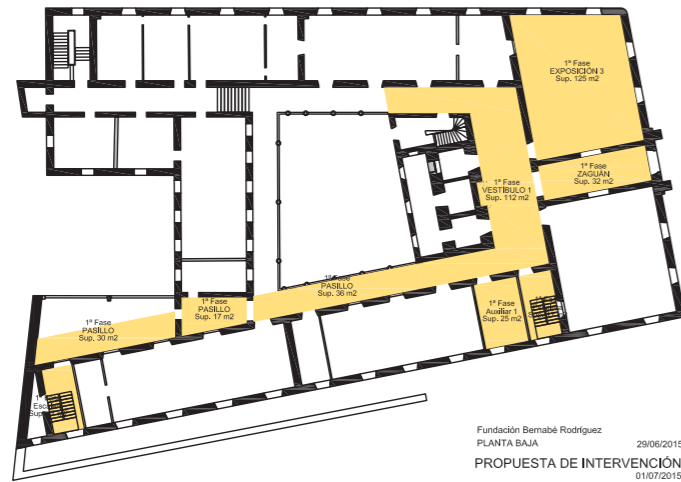 1ª Fase
EXPOSICIÓN 3
Sup. 125 m2
1ª Fase
ZAGUÁN
Sup. 32 m2
1ª Fase
VESTÍBULO 1
Sup. 112 m2
1ª Fase
PASILLO
Sup. 36 m2
1ª Fase
PASILLO
Sup. 17 m2
1ª Fase
PASILLO
Sup. 30 m2
1ª Fase
Auxiliar 1
Sup. 25 m2
Fundación Bernabé Rodríguez
PLANTA BAJA 29/06/2015
PROPUESTA DE INTERVENCIÓN
01/07/2015